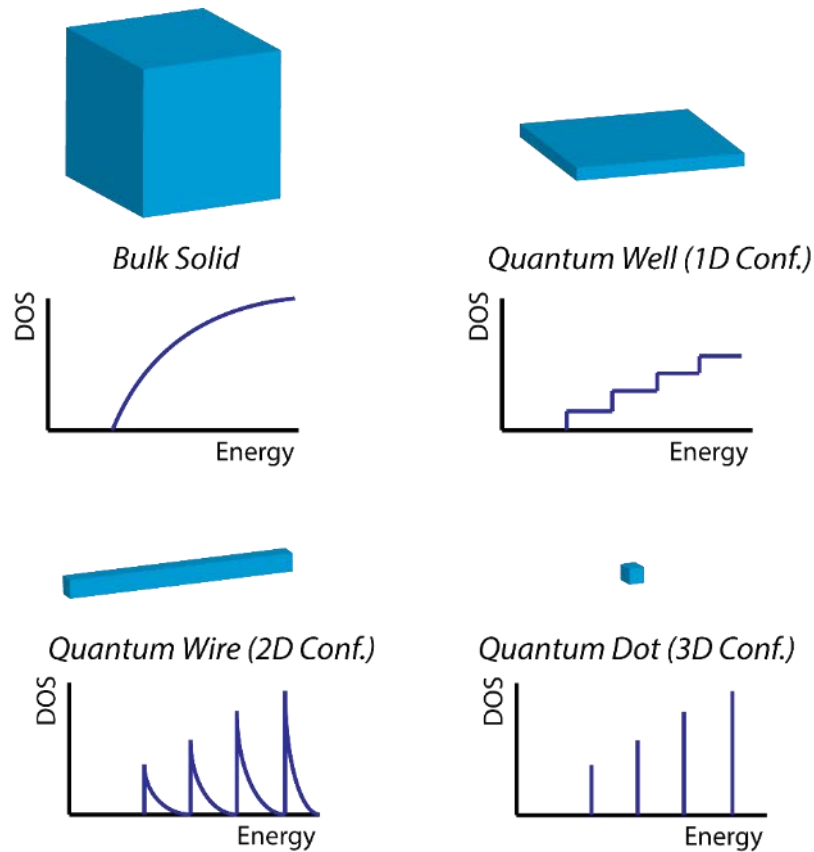 Bulk Solid
Quantum Well (1D Conf.)
DOS
Energy
DOS
Energy
Quantum Wire (2D Conf.)
Quantum Dot (3D Conf.)
DOS
Energy
DOS
Energy